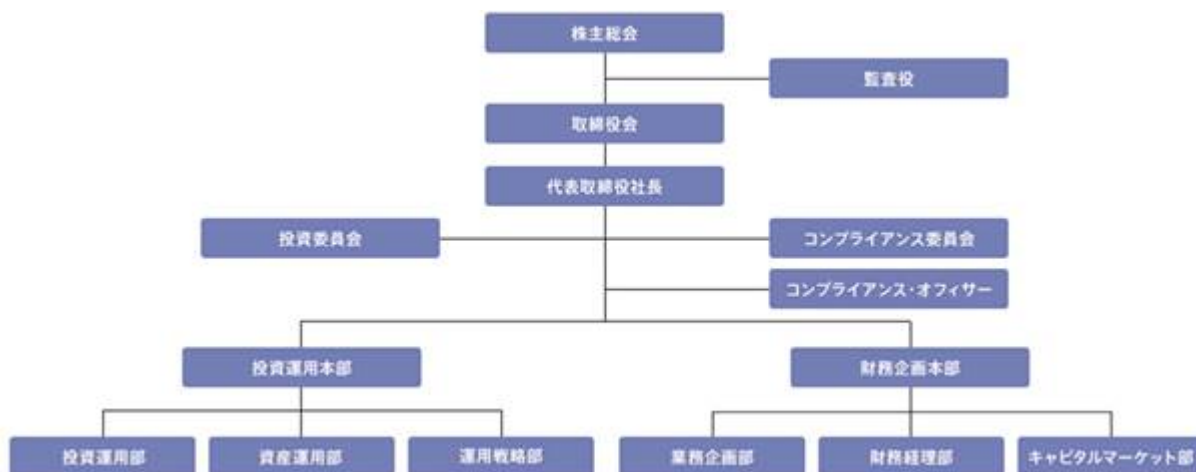 株主総会
監査役
取締役会
代表取締役社長
投資委員会
コンプライアンス委員会
コンプライアンス・オフィサー
投資運用本部
財務企画本部
投資運用部
資産運用部
運用戦略部
業務企画部
財務経理部
キャピタルマーケット部